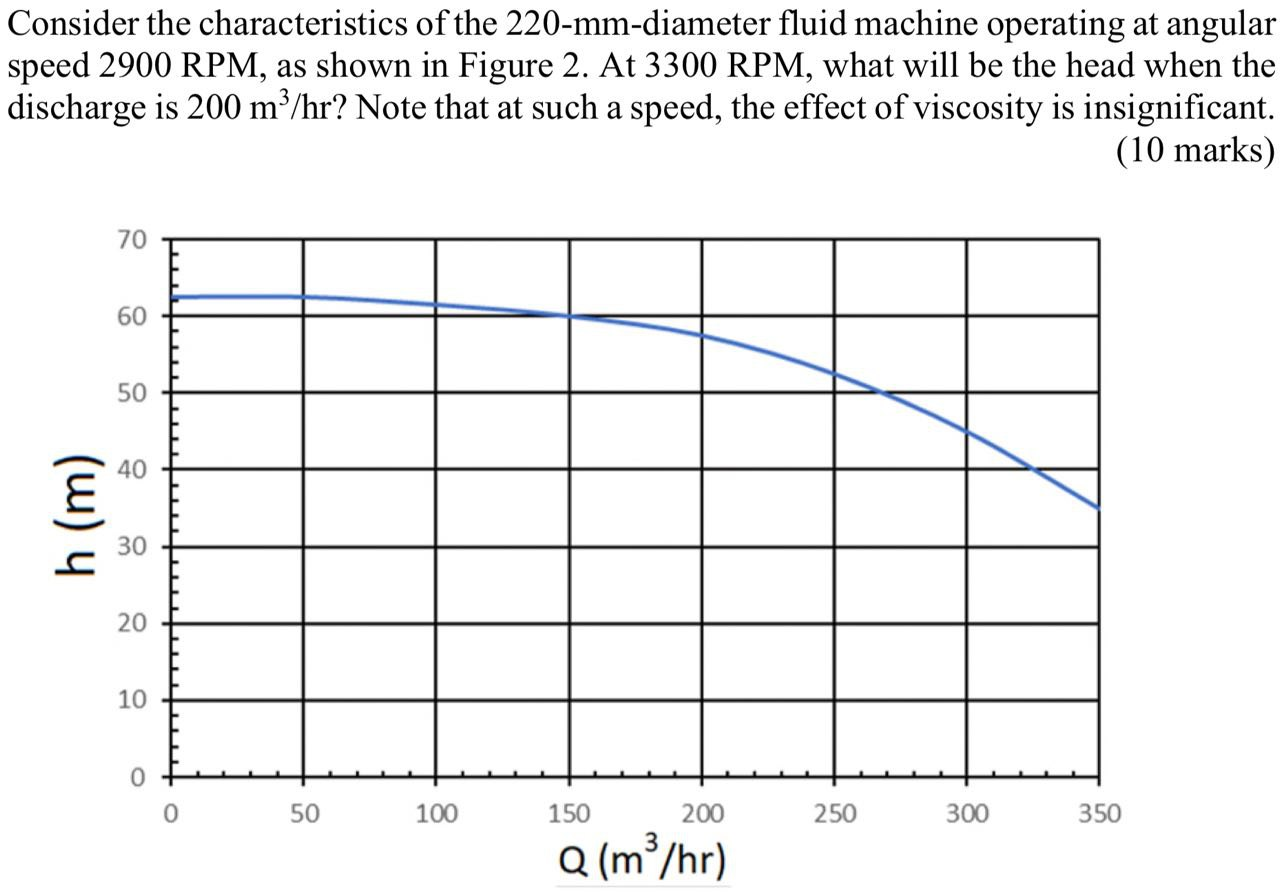 Consider the characteristics of the 220-mm-diameter fluid machine operating at angular
speed 2900 RPM, as shown in Figure 2. At 3300 RPM, what will be the head when the
discharge is 200 m³/hr? Note that at such a speed, the effect of viscosity is insignificant.
(10 marks)
70
60
50
40
30
20
10
0
h (m)
0 50 100 150 200 250 300 350
Q (m³/hr)